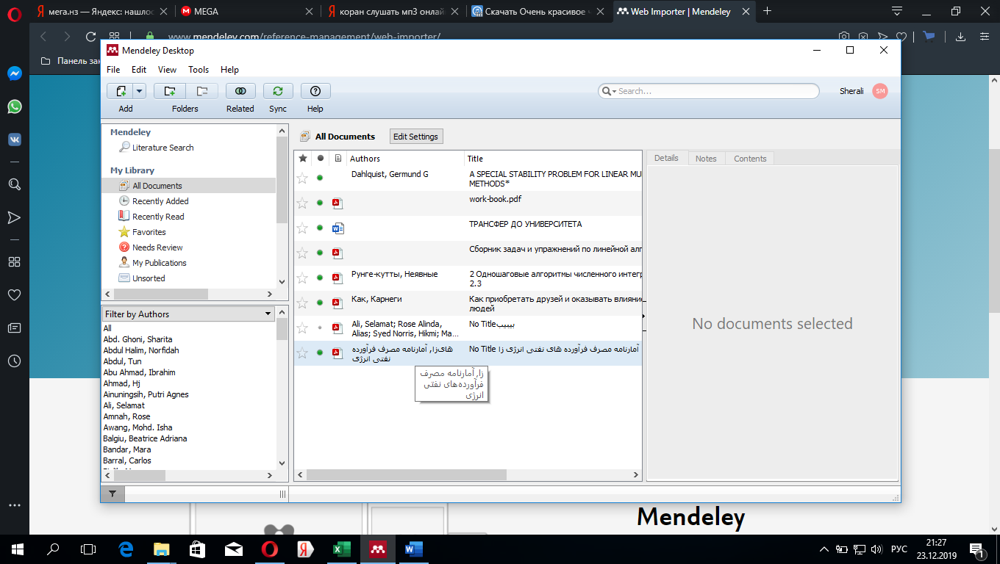 мега.нз — Яндекс: нашлос
MEGA
коран слушать мп3 онлай
Скачать Очень красивое ч
Web Importer | Mendeley
www.mendeley.com/reference-management/web-importer/
Панель зак
Mendeley Desktop
File Edit View Tools Help
Add Folders Related Sync Help
Search...
Sherali SM
Mendeley
Literature Search
My Library
All Documents
Recently Added
Recently Read
Favorites
Needs Review
My Publications
Unsorted
Filter by Authors
All
Abd. Ghoni, Sharita
Abdul Halim, Norfidah
Abdul, Tun
Abu Ahmad, Ibrahim
Ahmad, Hj
Ainuningsih, Putri Agnes
Ali, Selamat
Amnah, Rose
Awang, Mohd. Isha
Balgiu, Beatrice Adriana
Bandar, Mara
Barral, Carlos
All Documents Edit Settings
Authors Title
Dahlquist, Germund G
A SPECIAL STABILITY PROBLEM FOR LINEAR MU
METHODS*
work-book.pdf
ТРАНСФЕР ДО УНИВЕРСИТЕТА
Сборник задач и упражнений по линейной алг
Рунге-кутты, Неявные
2 Одношаговые алгоритмы численного интегр
2.3
Как, Карнеги
Как приобретать друзей и оказывать влияние
людей
Ali, Selamat; Rose Alinda,
Alias; Syed Norris, Hikmi; Ma...
No Titleبیبیب
های‌زا, آمارنامه مصرف فرآورده
نفتی انرژی
No Title آمارنامه مصرف فرآورده های نفتی انرژی زا
زا, آمارنامه مصرف
فرآورده‌های نفتی
انرژی
Details Notes Contents
No documents selected
Mendeley
РУС
21:27
23.12.2019
1